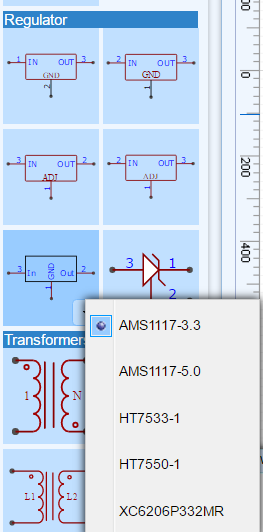 Regulator
1 IN OUT 3
GND
2
2 IN OUT 3
GND
1
3 IN OUT 2
ADJ
1
2 IN OUT 3
ADJ
1
3 In Out 2
GND
1
3 1
2
AMS1117-3.3
AMS1117-5.0
HT7533-1
HT7550-1
XC6206P332MR
Transformers
1 N
L1 L2
0
200
400